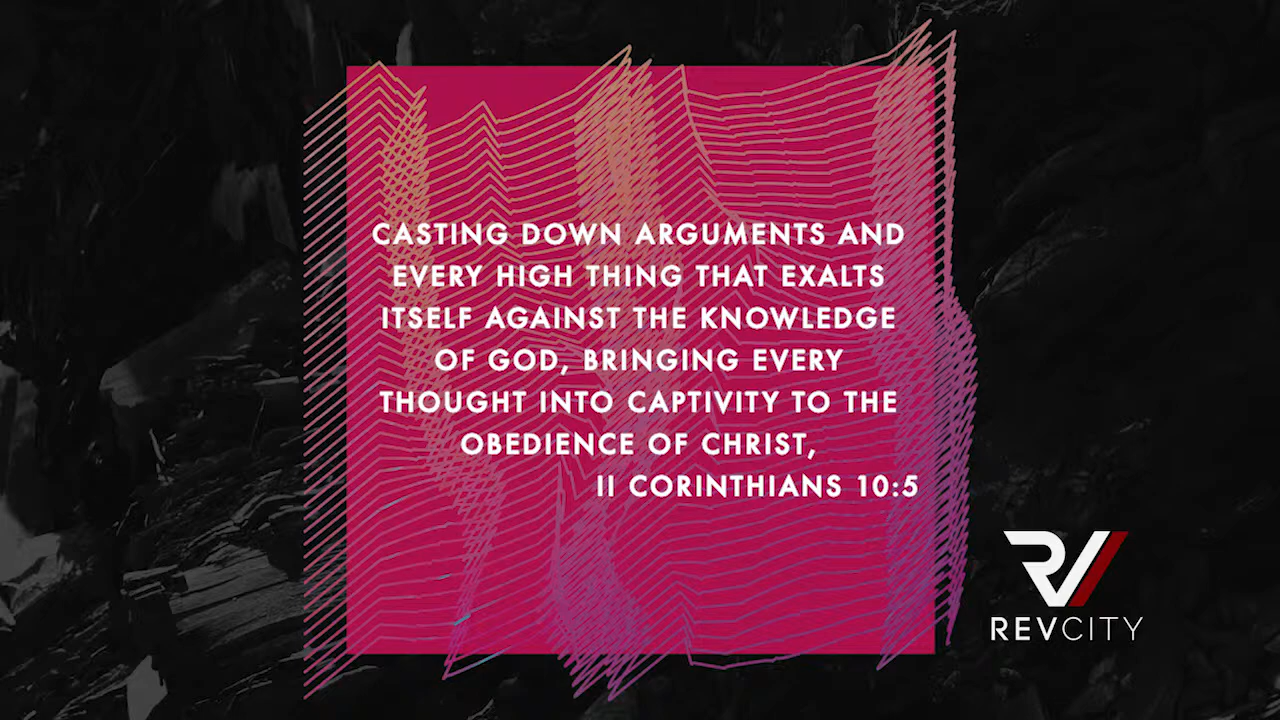 CASTING DOWN ARGUMENTS AND
EVERY HIGH THING THAT EXALTS
ITSELF AGAINST THE KNOWLEDGE
OF GOD, BRINGING EVERY
THOUGHT INTO CAPTIVITY TO THE
OBEDIENCE OF CHRIST,
II CORINTHIANS 10:5
RV
REVCITY